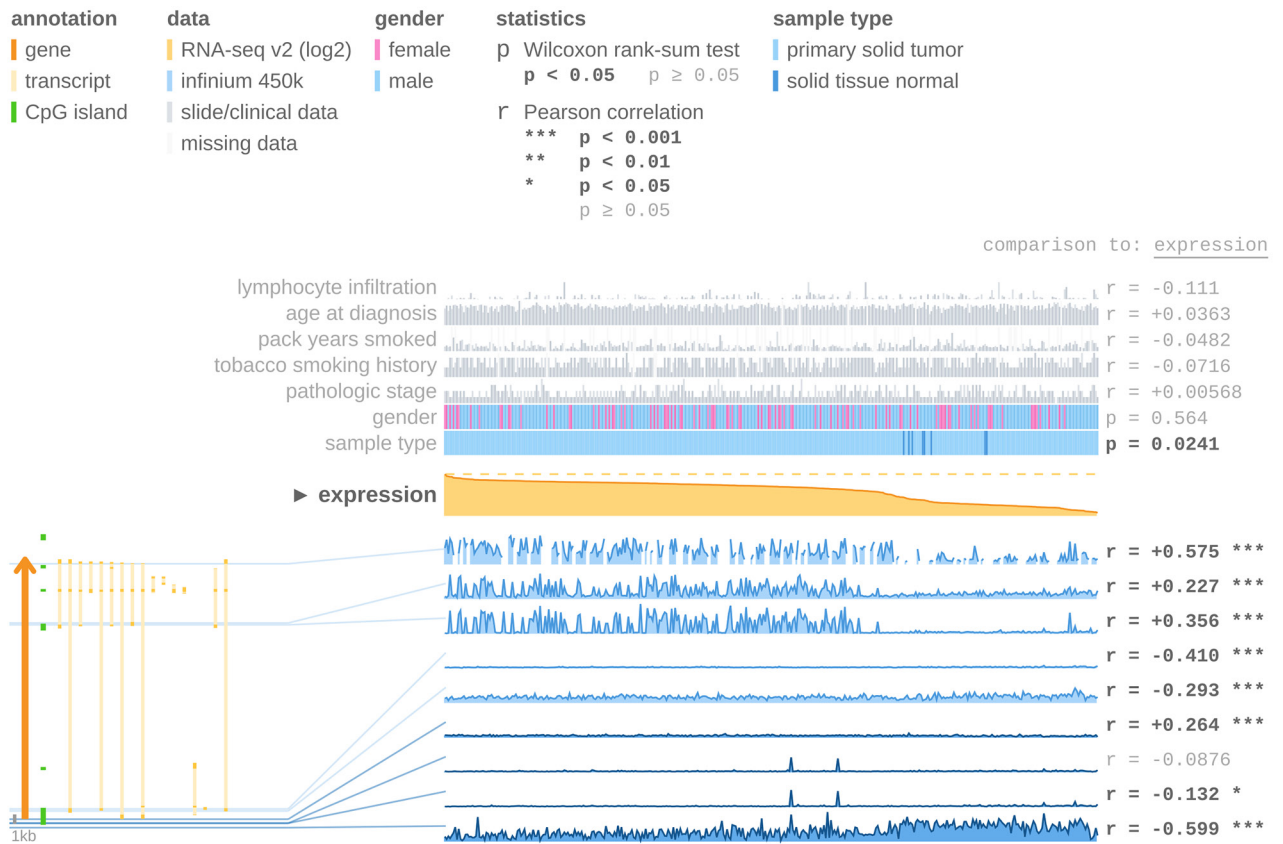 annotation
gene
transcript
CpG island
data
RNA-seq v2 (log2)
infinium 450k
slide/clinical data
missing data
gender
female
male
statistics
p Wilcoxon rank-sum test
p < 0.05 p ≥ 0.05
r Pearson correlation
*** p < 0.001
** p < 0.01
* p < 0.05
p ≥ 0.05
sample type
primary solid tumor
solid tissue normal
comparison to: expression
lymphocyte infiltration r = -0.111
age at diagnosis r = +0.0363
pack years smoked r = -0.0482
tobacco smoking history r = -0.0716
pathologic stage r = +0.00568
gender p = 0.564
sample type p = 0.0241
► expression
r = +0.575 ***
r = +0.227 ***
r = +0.356 ***
r = -0.410 ***
r = -0.293 ***
r = +0.264 ***
r = -0.0876
r = -0.132 *
r = -0.599 ***
1kb